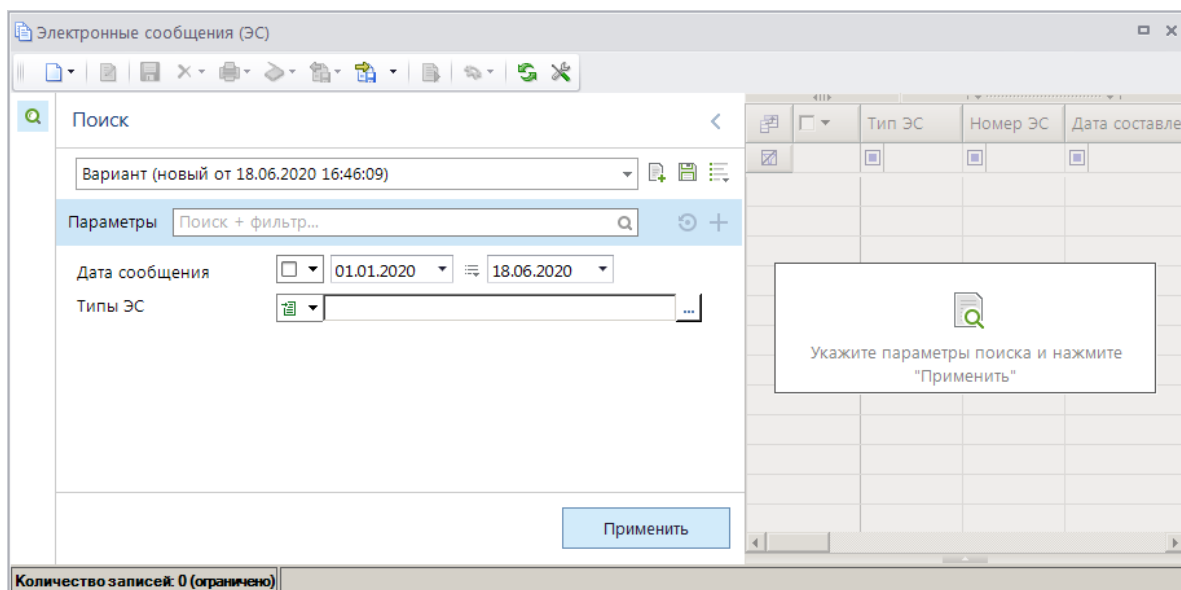 Электронные сообщения (ЭС)
Поиск
Вариант (новый от 18.06.2020 16:46:09)
Параметры Поиск + фильтр...
Дата сообщения 01.01.2020 18.06.2020
Типы ЭС ...
Применить
Тип ЭС Номер ЭС Дата составле
Укажите параметры поиска и нажмите
"Применить"
Количество записей: 0 (ограничено)